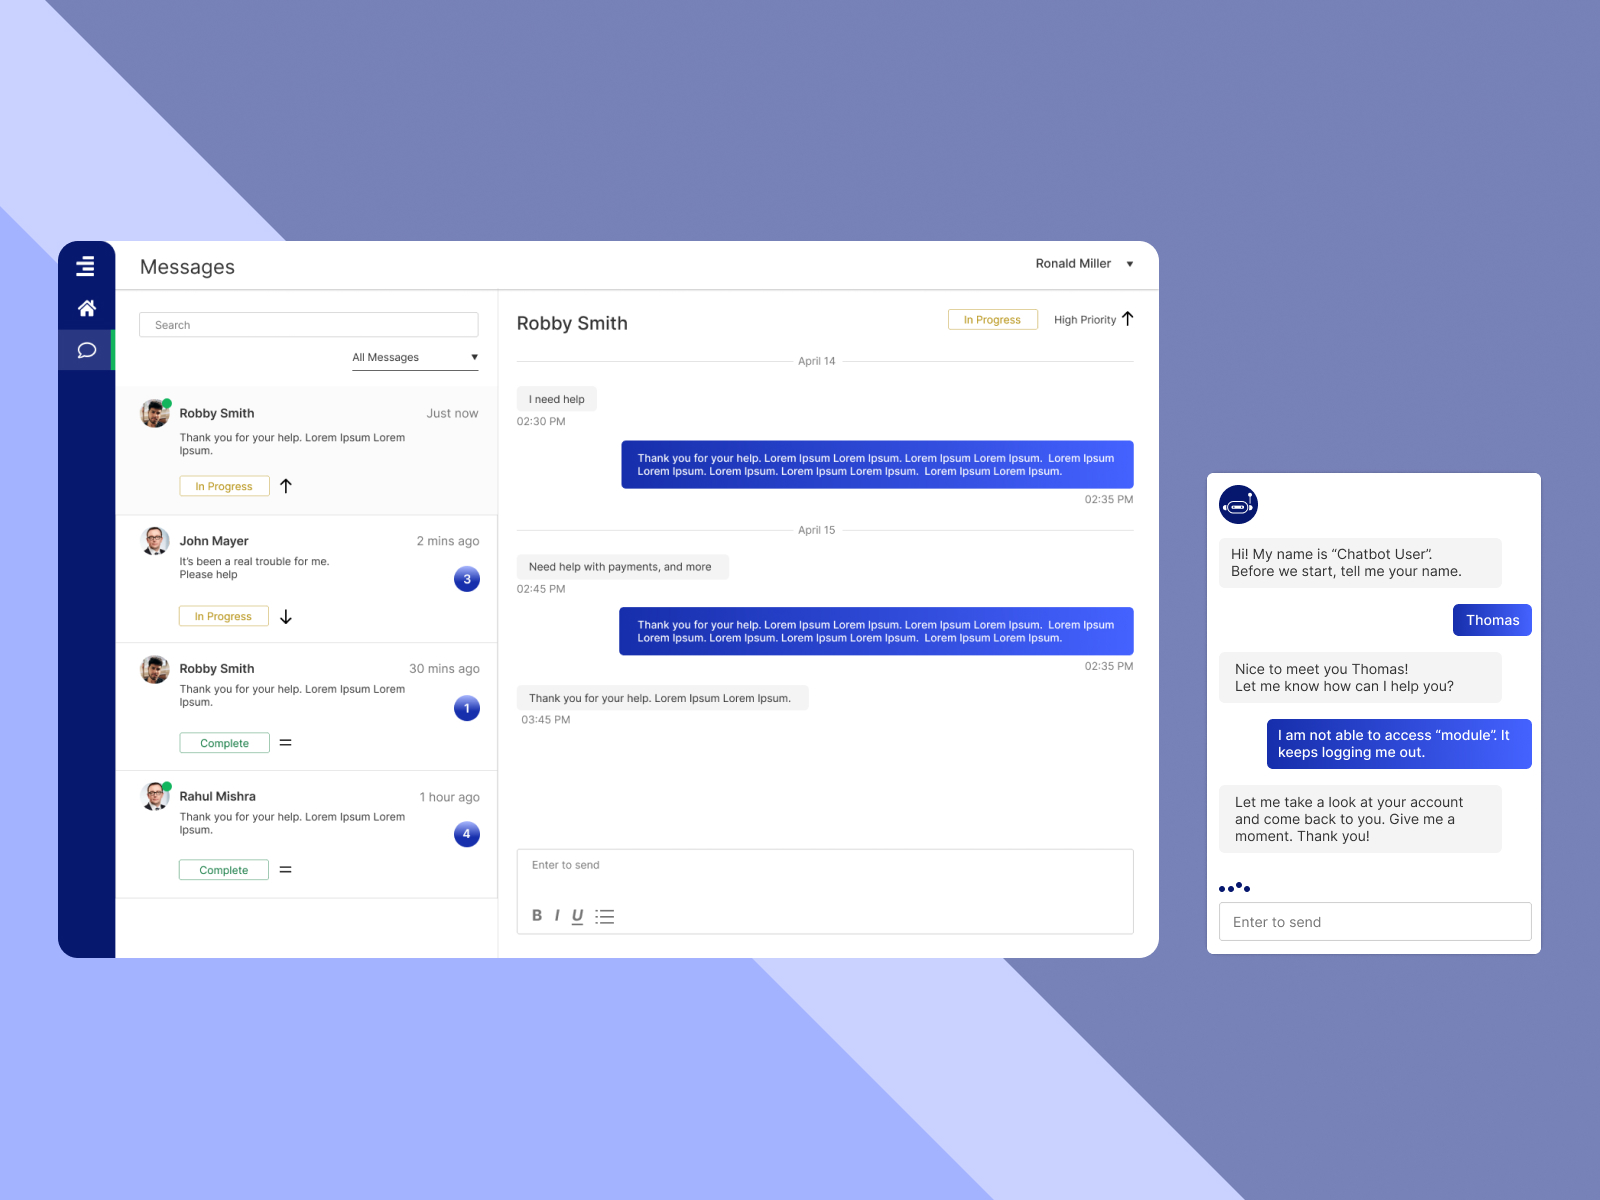 Messages
Ronald Miller
Search
All Messages
Robby Smith
Just now
Thank you for your help. Lorem Ipsum Lorem
Ipsum.
In Progress
John Mayer
2 mins ago
It's been a real trouble for me.
Please help
3
In Progress
Robby Smith
30 mins ago
Thank you for your help. Lorem Ipsum Lorem
Ipsum.
1
Complete
Rahul Mishra
1 hour ago
Thank you for your help. Lorem Ipsum Lorem
Ipsum.
4
Complete
Robby Smith
In Progress
High Priority
April 14
I need help
02:30 PM
Thank you for your help. Lorem Ipsum Lorem Ipsum. Lorem Ipsum Lorem Ipsum.  Lorem Ipsum
Lorem Ipsum. Lorem Ipsum. Lorem Ipsum Lorem Ipsum.  Lorem Ipsum Lorem Ipsum.
02:35 PM
April 15
Need help with payments, and more
02:45 PM
Thank you for your help. Lorem Ipsum Lorem Ipsum. Lorem Ipsum Lorem Ipsum.  Lorem Ipsum
Lorem Ipsum. Lorem Ipsum. Lorem Ipsum Lorem Ipsum.  Lorem Ipsum Lorem Ipsum.
02:35 PM
Thank you for your help. Lorem Ipsum Lorem Ipsum.
03:45 PM
Enter to send
B I U
Hi! My name is “Chatbot User”.
Before we start, tell me your name.
Thomas
Nice to meet you Thomas!
Let me know how can I help you?
I am not able to access “module“. It
keeps logging me out.
Let me take a look at your account
and come back to you. Give me a
moment. Thank you!
Enter to send